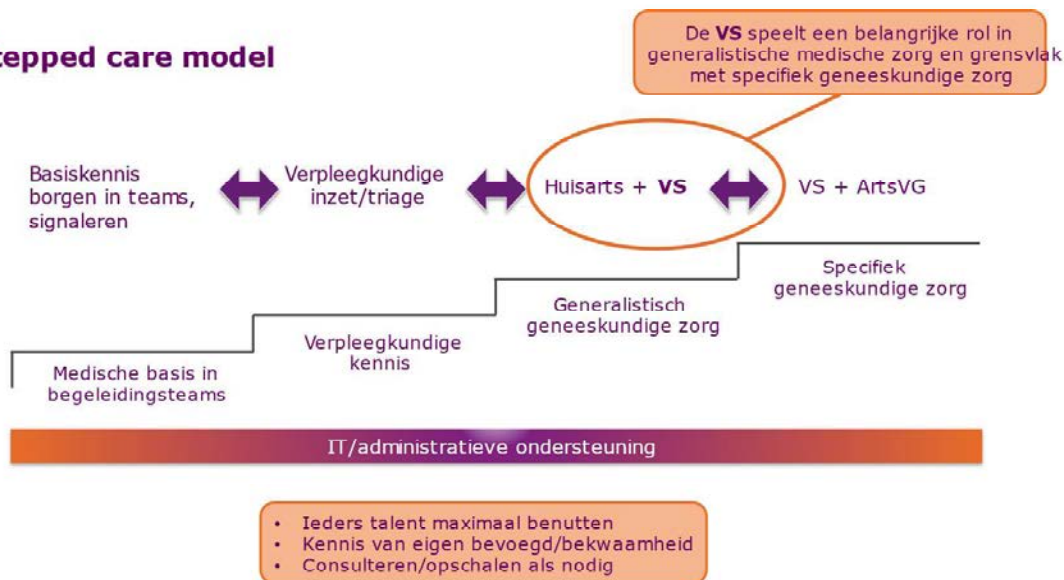 tepped care model
De VS speelt een belangrijke rol in
generalistische medische zorg en grensvlak
met specifiek geneeskundige zorg
Basiskennis
borgen in teams,
signaleren
Verpleegkundige
inzet/triage
Huisarts + VS
VS + ArtsVG
Medische basis in
begeleidingsteams
Verpleegkundige
kennis
Generalistisch
geneeskundige zorg
Specifiek
geneeskundige zorg
IT/administratieve ondersteuning
• Ieders talent maximaal benutten
• Kennis van eigen bevoegd/bekwaamheid
• Consulteren/opschalen als nodig